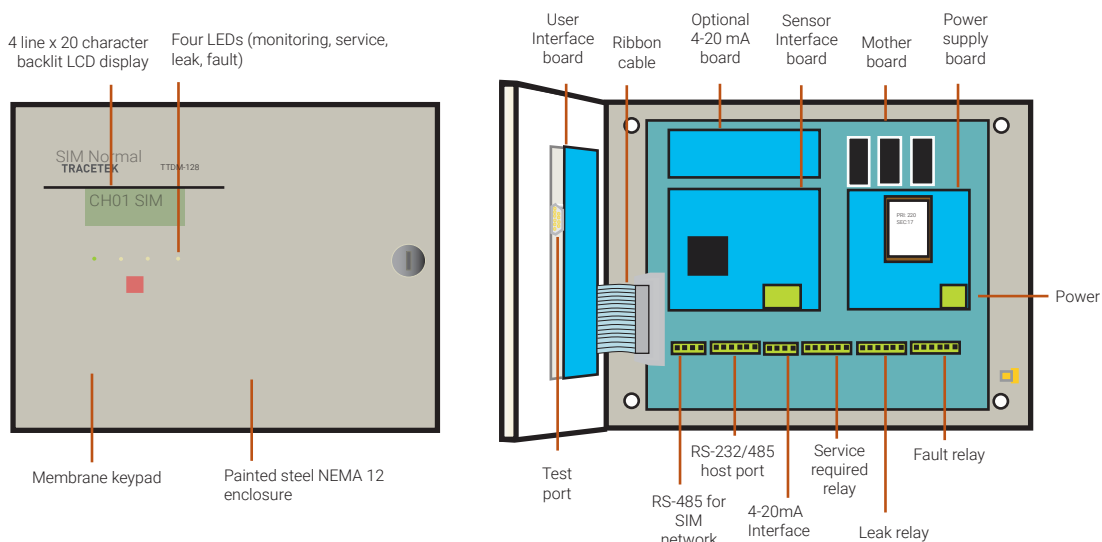 4 line x 20 character
backlit LCD display
Four LEDs (monitoring, service,
leak, fault)
SIM Normal
TRACETEK
TTDM-128
CH01 SIM
Membrane keypad
Painted steel NEMA 12
enclosure
User
Interface
board
Ribbon
cable
Optional
4-20 mA
board
Sensor
Interface
board
Mother
board
Power
supply
board
PRI: 220
SEC17
Power
Test
port
RS-485 for
SIM
network
RS-232/485
host port
4-20mA
Interface
Service
required
relay
Leak relay
Fault relay